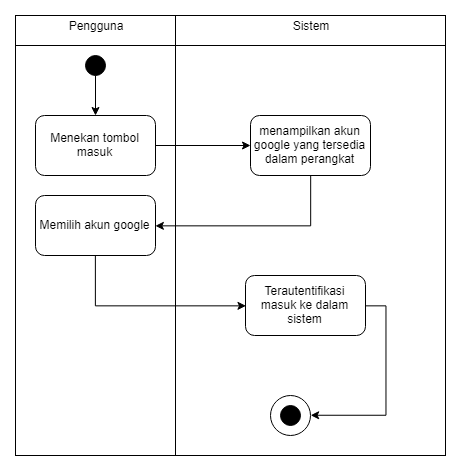 Pengguna
Sistem
Menekan tombol
masuk
menampilkan akun
google yang tersedia
dalam perangkat
Memilih akun google
Terautentifikasi
masuk ke dalam
sistem